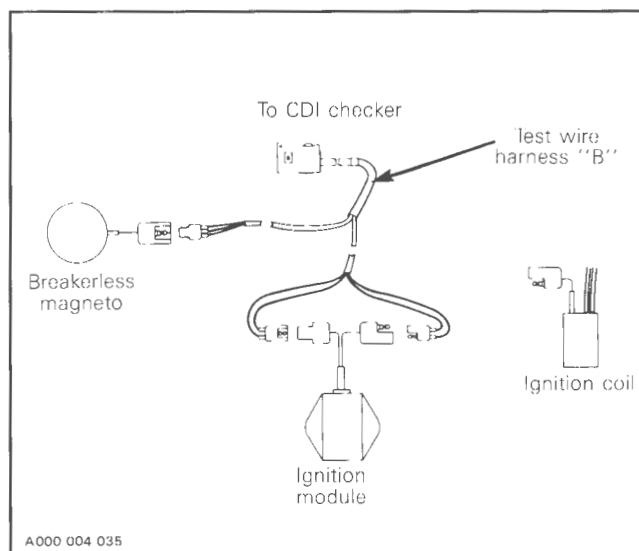 To CDI checker
Test wire
harness "B"
Breakerless
magneto
Ignition coil
Ignition
module
A000 004 035